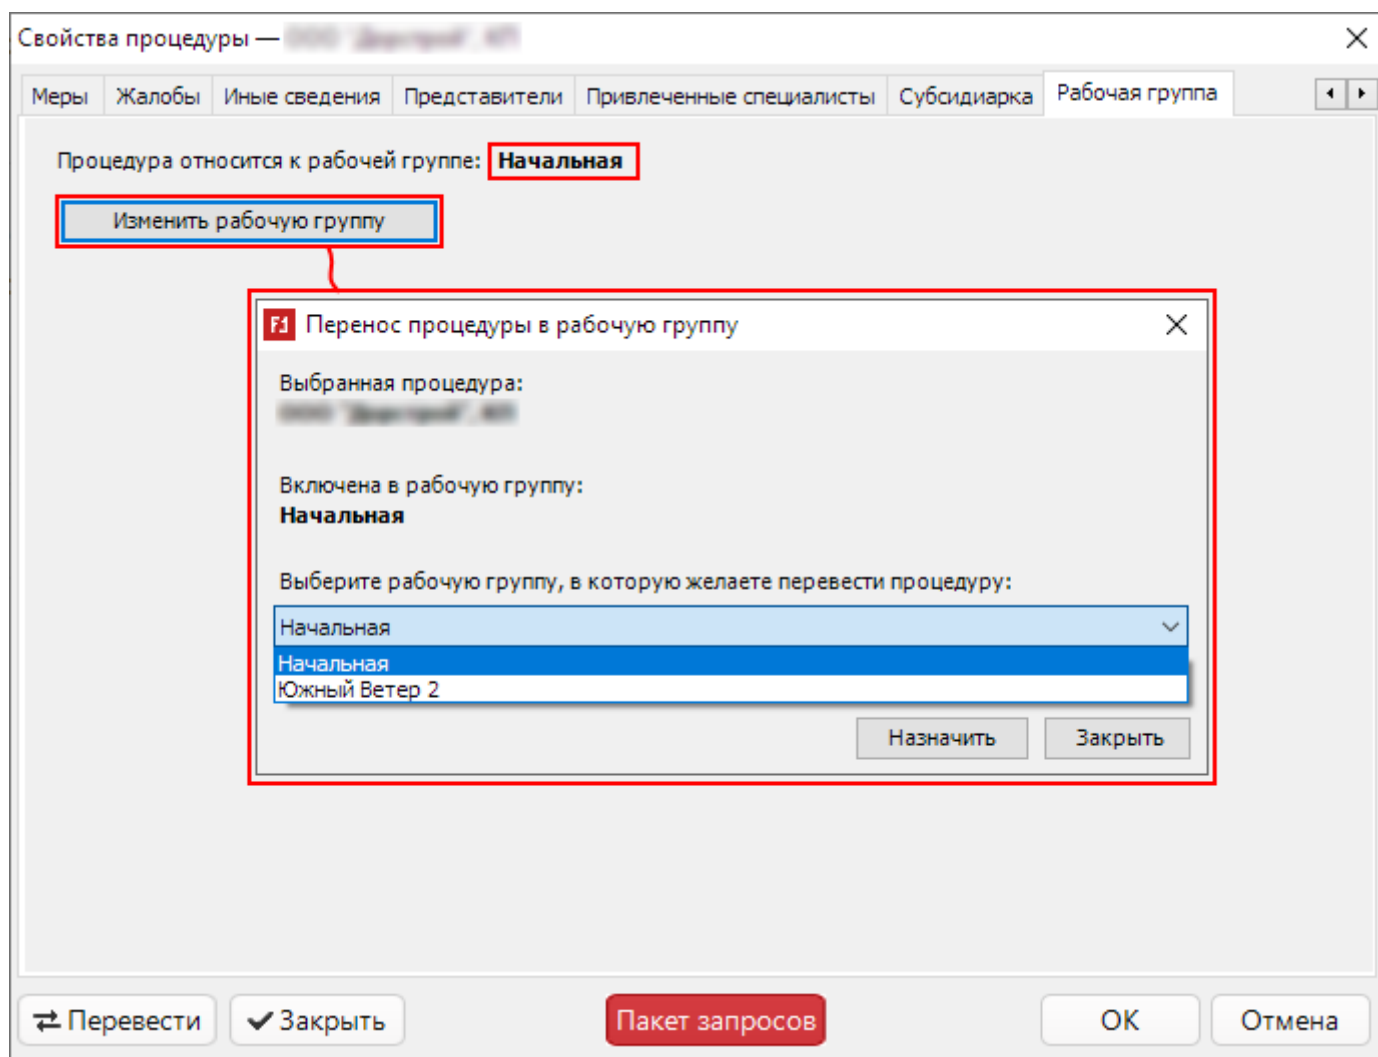 Свойства процедуры —
Меры Жалобы Иные сведения Представители Привлеченные специалисты Субсидиарка Рабочая группа
Процедура относится к рабочей группе: Начальная
Изменить рабочую группу
Перенос процедуры в рабочую группу
Выбранная процедура:
Включена в рабочую группу:
Начальная
Выберите рабочую группу, в которую желаете перевести процедуру:
Начальная
Начальная
Южный Ветер 2
Назначить Закрыть
Перевести Закрыть Пакет запросов ОК Отмена